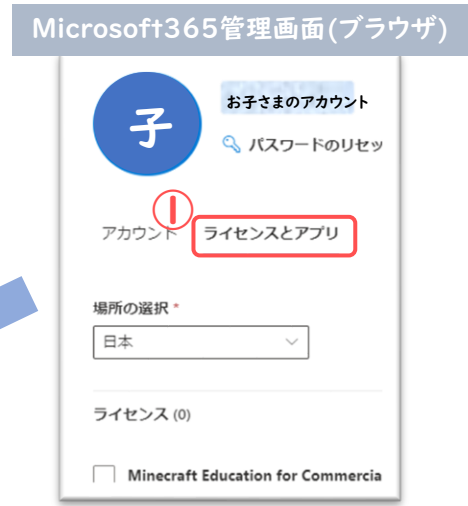 Microsoft365管理画面(ブラウザ)
子
お子さまのアカウント
パスワードのリセッ
①
アカウント ライセンスとアプリ
場所の選択 *
日本
ライセンス (0)
Minecraft Education for Commercia